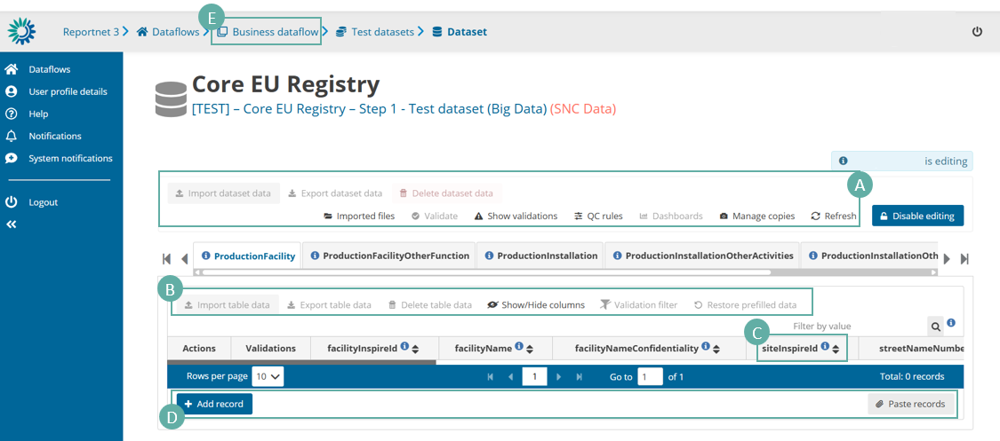 E
Reportnet 3 Dataflows Business dataflow Test datasets Dataset
Dataflows
User profile details
Help
Notifications
System notifications
Logout
Core EU Registry
[TEST] – Core EU Registry – Step 1 - Test dataset (Big Data) (SNC Data)
is editing
A
Import dataset data Export dataset data Delete dataset data
Imported files Validate Show validations QC rules Dashboards Manage copies Refresh Disable editing
ProductionFacility ProductionFacilityOtherFunction ProductionInstallation ProductionInstallationOtherActivities ProductionInstallationOth
B
Import table data Export table data Delete table data Show/Hide columns Validation filter Restore prefilled data
Filter by value
C
Actions Validations facilityInspireId facilityName facilityNameConfidentiality siteInspireId streetNameNumbe
Rows per page 10 1 Go to 1 of 1 Total: 0 records
Add record Paste records
D